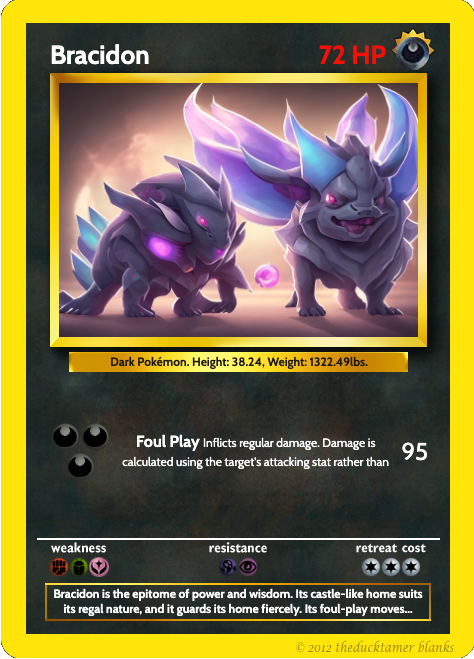 Bracidon 72 HP
Dark Pokémon. Height: 38.24, Weight: 1322.49lbs.
Foul Play Inflicts regular damage. Damage is
calculated using the target's attacking stat rather than
95
weakness resistance retreat cost
Bracidon is the epitome of power and wisdom. Its castle-like home suits
its regal nature, and it guards its home fiercely. Its foul-play moves...
© 2012 theducktamer blanks